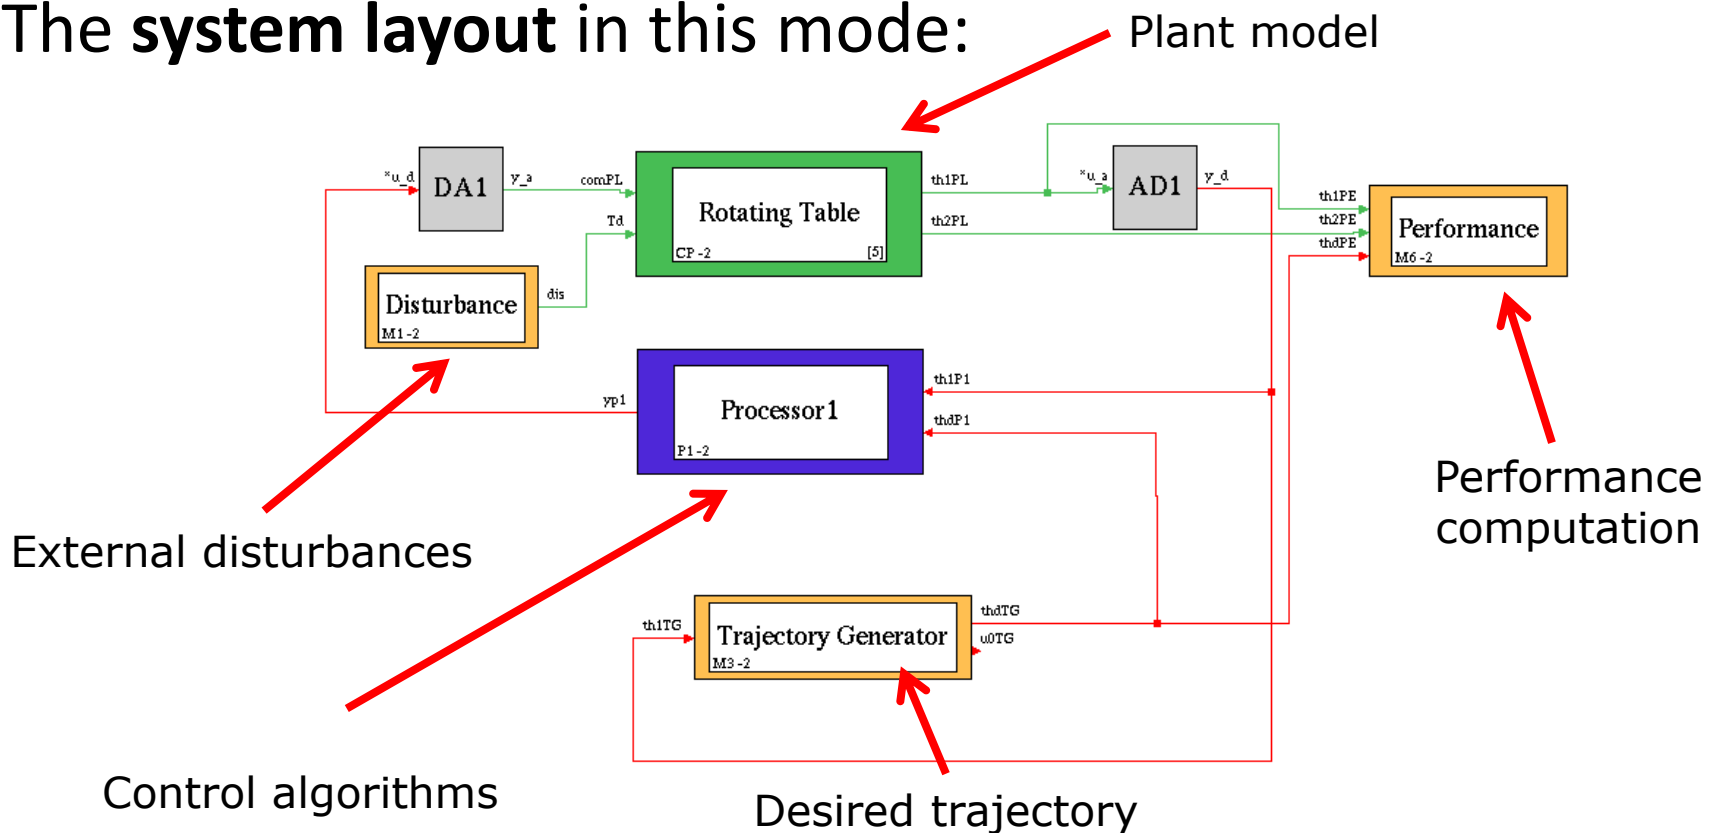 The system layout in this mode:
Plant model
*u_d
DA1
y_a
comPL
Td
Rotating Table
CP-2
[5]
th1PL
th2PL
*u_a
AD1
y_d
th1PE
th2PE
thdPE
Performance
M6-2
Disturbance
M1-2
dis
yp1
Processor1
P1-2
th1P1
thdP1
Performance
computation
External disturbances
th1TG
Trajectory Generator
M3-2
thdTG
u0TG
Control algorithms
Desired trajectory